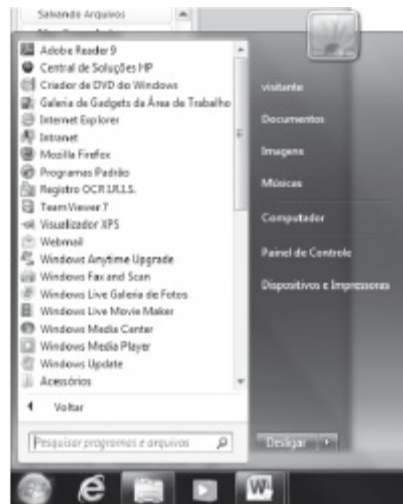 Salvando Arquivos
Adobe Reader 9
Central de Soluções HP
Criador de DVD do Windows
Galeria de Gadgets da Área de Trabalho
Internet Explorer
Intranet
Mozilla Firefox
Programas Padrão
Registro OCR I.R.I.S.
TeamViewer 7
Visualizador XPS
Webmail
Windows Anytime Upgrade
Windows Fax and Scan
Windows Live Galeria de Fotos
Windows Live Movie Maker
Windows Media Center
Windows Media Player
Windows Update
Acessórios
Voltar
Pesquisar programas e arquivos
visitante
Documentos
Imagens
Músicas
Computador
Painel de Controle
Dispositivos e Impressoras
Desligar